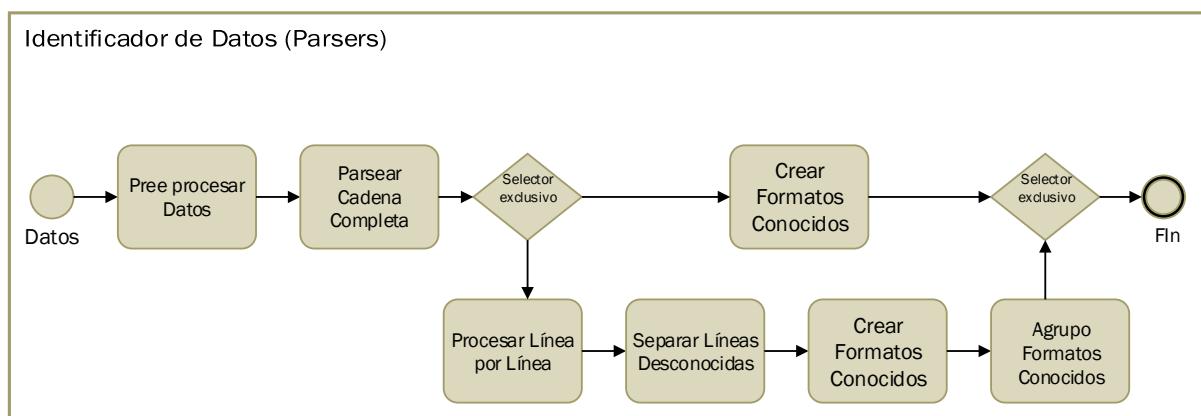 Identificador de Datos (Parsers)
Datos
Pree procesar
Datos
Parsear
Cadena
Completa
Selector
exclusivo
Crear
Formatos
Conocidos
Selector
exclusivo
FIn
Procesar Línea
por Línea
Separar Líneas
Desconocidas
Crear
Formatos
Conocidos
Agrupo
Formatos
Conocidos